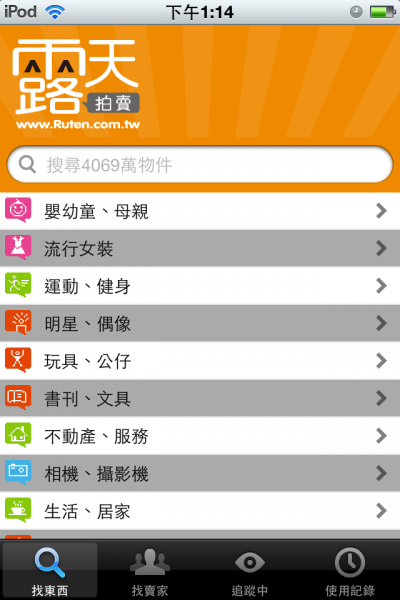 iPod 下午1:14
露天
拍賣
www.Ruten.com.tw
搜尋4069萬物件
嬰幼童、母親
流行女裝
運動、健身
明星、偶像
玩具、公仔
書刊、文具
不動產、服務
相機、攝影機
生活、居家
找東西 找賣家 追蹤中 使用記錄